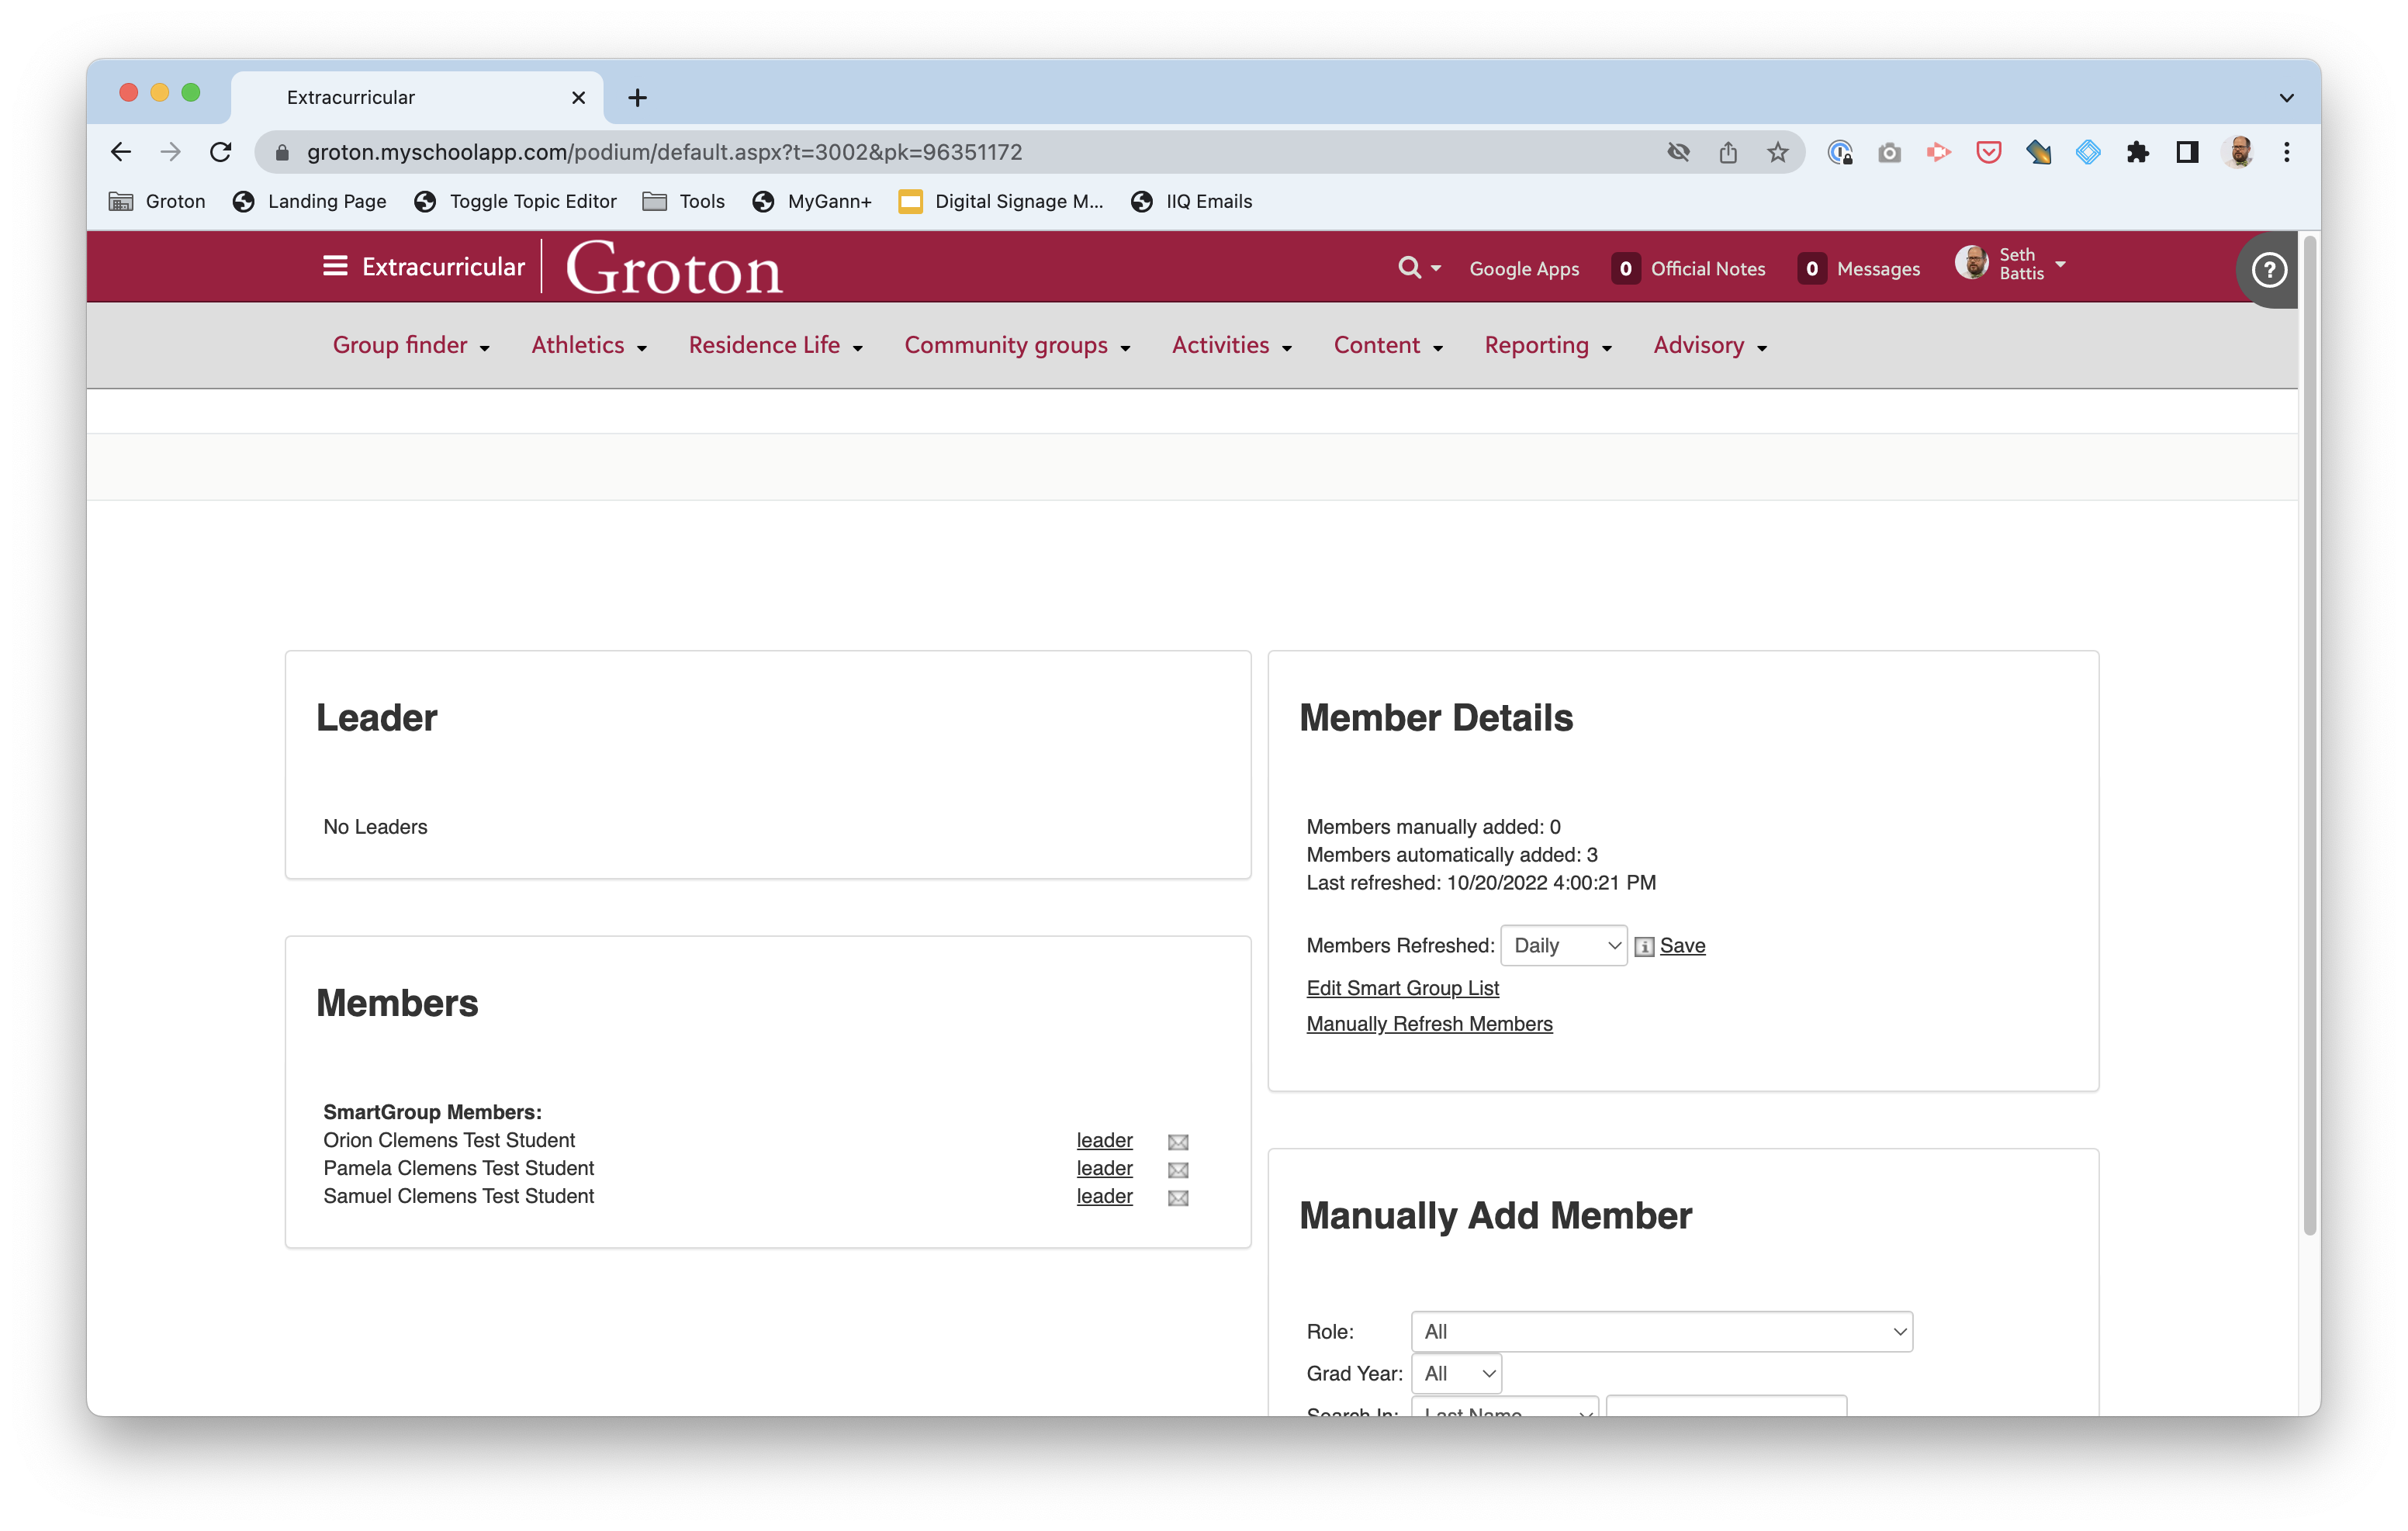 Extracurricular
groton.myschoolapp.com/podium/default.aspx?t=3002&pk=96351172
Groton Landing Page Toggle Topic Editor Tools MyGann+ Digital Signage M... IIQ Emails
Extracurricular Groton Google Apps 0 Official Notes 0 Messages Seth Battis ?
Group finder Athletics Residence Life Community groups Activities Content Reporting Advisory
Leader
No Leaders
Members
SmartGroup Members:
Orion Clemens Test Student leader
Pamela Clemens Test Student leader
Samuel Clemens Test Student leader
Member Details
Members manually added: 0
Members automatically added: 3
Last refreshed: 10/20/2022 4:00:21 PM
Members Refreshed: Daily i Save
Edit Smart Group List
Manually Refresh Members
Manually Add Member
Role: All
Grad Year: All
Search In: Last Name